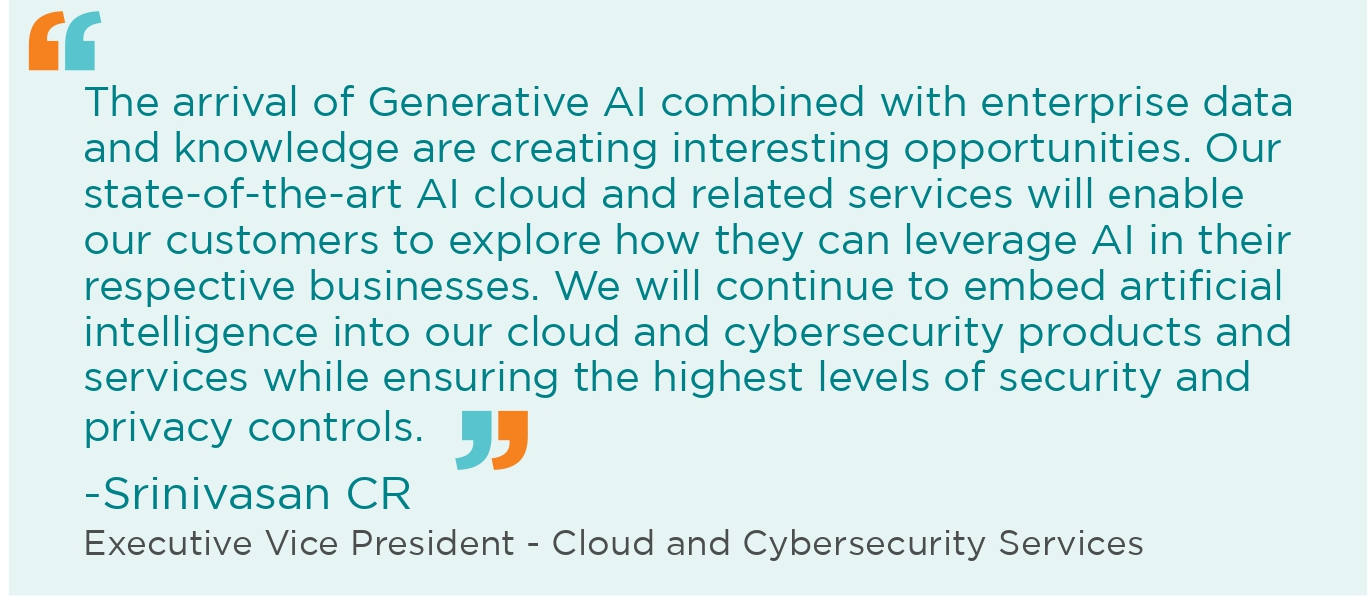 “
The arrival of Generative AI combined with enterprise data
and knowledge are creating interesting opportunities. Our
state-of-the-art AI cloud and related services will enable
our customers to explore how they can leverage AI in their
respective businesses. We will continue to embed artificial
intelligence into our cloud and cybersecurity products and
services while ensuring the highest levels of security and
privacy controls. ”
-Srinivasan CR
Executive Vice President - Cloud and Cybersecurity Services